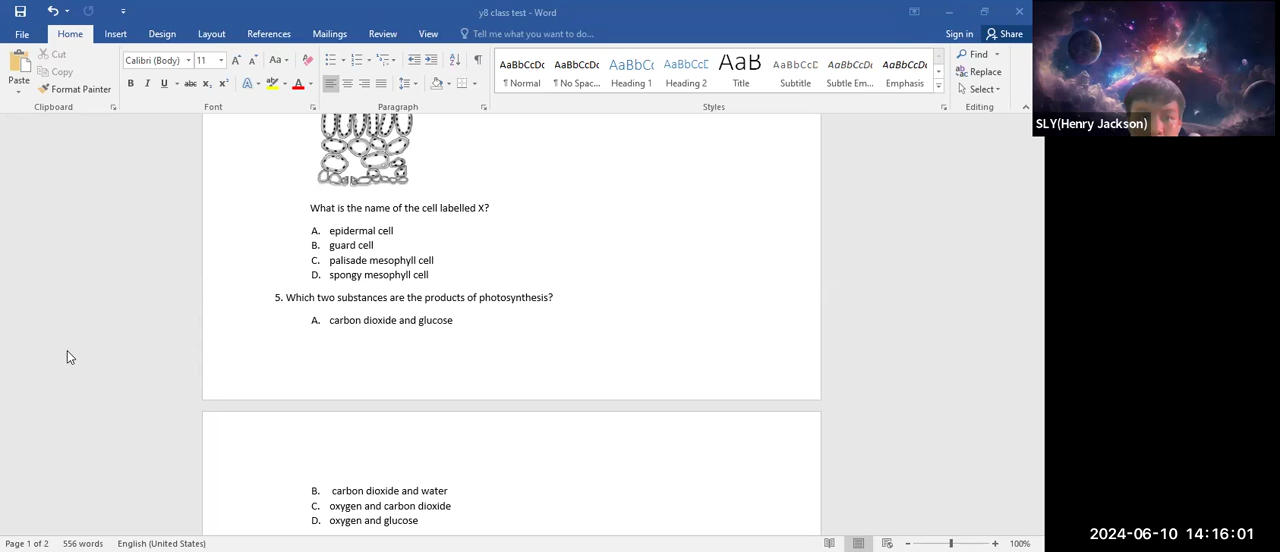 y8 class test - Word
File Home Insert Design Layout References Mailings Review View Tell me what you want to do... Sign in Share
Cut
Copy
Format Painter
Paste
Clipboard
Calibri (Body) 11
Font
Paragraph
AaBbCcDc AaBbCcDc AaBbCc AaBbCcC AaB AaBbCcC AaBbCcDc AaBbCcDc
¶ Normal ¶ No Spac... Heading 1 Heading 2 Title Subtitle Subtle Em... Emphasis
Styles
Find
Replace
Select
Editing
SLY(Henry Jackson)
What is the name of the cell labelled X?
A. epidermal cell
B. guard cell
C. palisade mesophyll cell
D. spongy mesophyll cell
5. Which two substances are the products of photosynthesis?
A. carbon dioxide and glucose
B. carbon dioxide and water
C. oxygen and carbon dioxide
D. oxygen and glucose
Page 1 of 2 556 words English (United States) 100%
2024-06-10 14:16:01